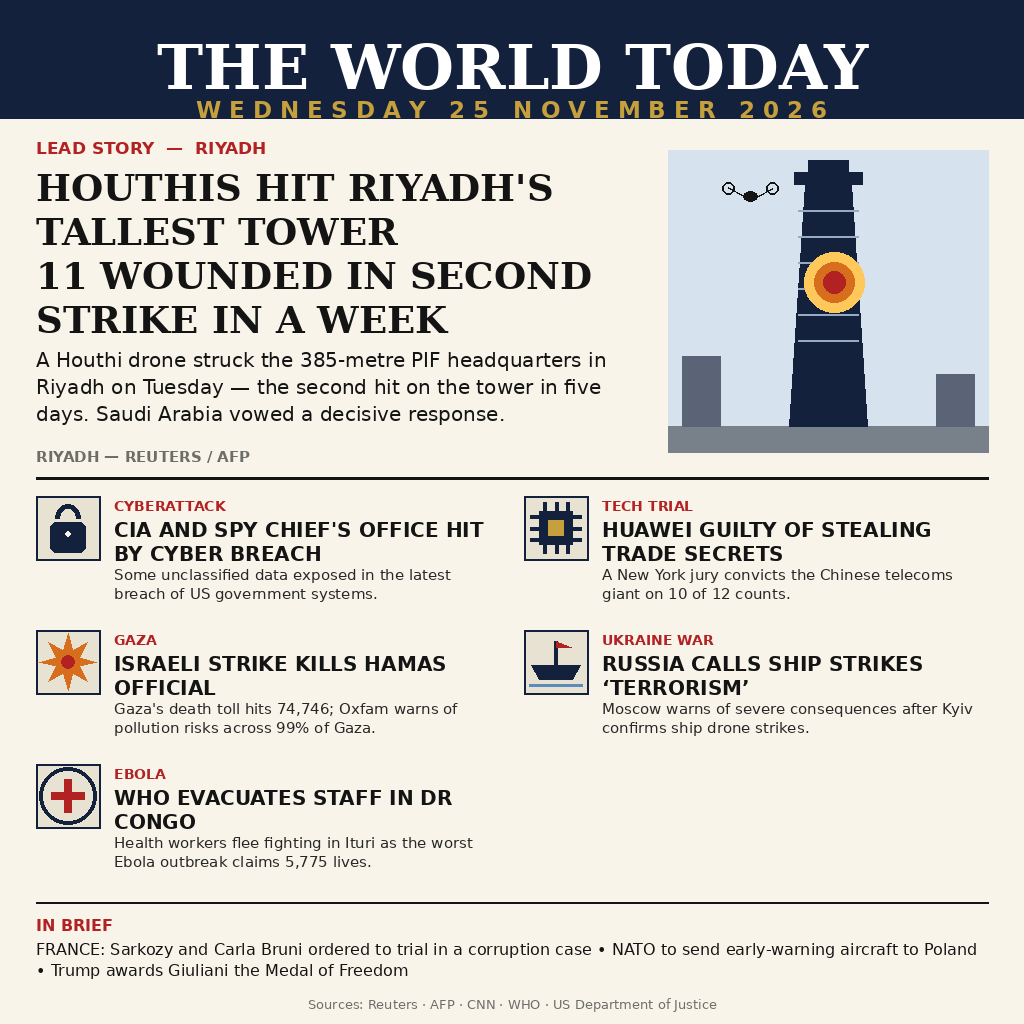 THE WORLD TODAY
WEDNESDAY 25 NOVEMBER 2026
LEAD STORY — RIYADH
HOUTHIS HIT RIYADH'S
TALLEST TOWER
11 WOUNDED IN SECOND
STRIKE IN A WEEK
A Houthi drone struck the 385-metre PIF headquarters in
Riyadh on Tuesday — the second hit on the tower in five
days. Saudi Arabia vowed a decisive response.
RIYADH — REUTERS / AFP
CYBERATTACK
CIA AND SPY CHIEF'S OFFICE HIT
BY CYBER BREACH
Some unclassified data exposed in the latest
breach of US government systems.
TECH TRIAL
HUAWEI GUILTY OF STEALING
TRADE SECRETS
A New York jury convicts the Chinese telecoms
giant on 10 of 12 counts.
GAZA
ISRAELI STRIKE KILLS HAMAS
OFFICIAL
Gaza's death toll hits 74,746; Oxfam warns of
pollution risks across 99% of Gaza.
UKRAINE WAR
RUSSIA CALLS SHIP STRIKES
‘TERRORISM’
Moscow warns of severe consequences after Kyiv
confirms ship drone strikes.
EBOLA
WHO EVACUATES STAFF IN DR
CONGO
Health workers flee fighting in Ituri as the worst
Ebola outbreak claims 5,775 lives.
IN BRIEF
FRANCE: Sarkozy and Carla Bruni ordered to trial in a corruption case • NATO to send early-warning aircraft to Poland
• Trump awards Giuliani the Medal of Freedom
Sources: Reuters · AFP · CNN · WHO · US Department of Justice